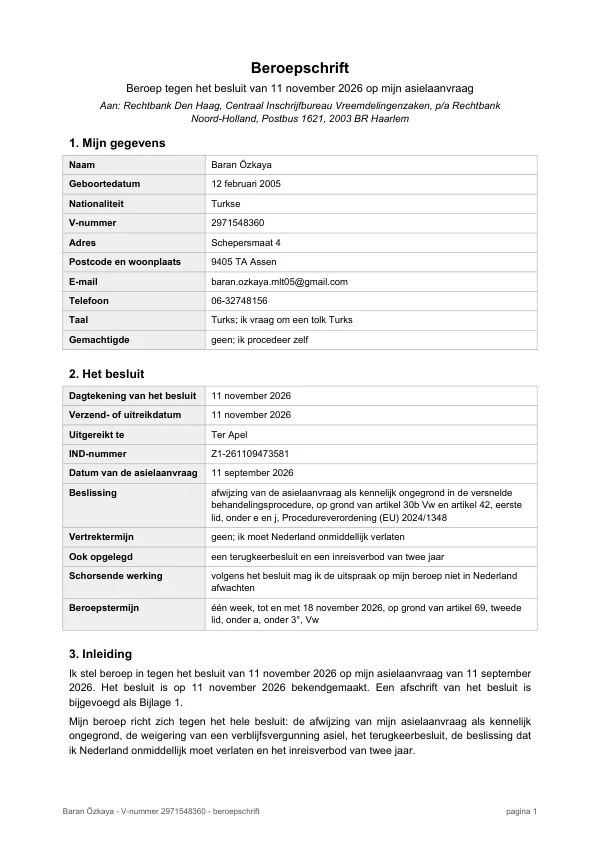 Beroepschrift
Beroep tegen het besluit van 11 november 2026 op mijn asielaanvraag
Aan: Rechtbank Den Haag, Centraal Inschrijfbureau Vreemdelingenzaken, p/a Rechtbank
Noord-Holland, Postbus 1621, 2003 BR Haarlem
1. Mijn gegevens
Naam Baran Özkaya
Geboortedatum 12 februari 2005
Nationaliteit Turkse
V-nummer 2971548360
Adres Schepersmaat 4
Postcode en woonplaats 9405 TA Assen
E-mail baran.ozkaya.mlt05@gmail.com
Telefoon 06-32748156
Taal Turks; ik vraag om een tolk Turks
Gemachtigde geen; ik procedeer zelf
2. Het besluit
Dagtekening van het besluit 11 november 2026
Verzend- of uitreikdatum 11 november 2026
Uitgereikt te Ter Apel
IND-nummer Z1-261109473581
Datum van de asielaanvraag 11 september 2026
Beslissing afwijzing van de asielaanvraag als kennelijk ongegrond in de versnelde
behandelingsprocedure, op grond van artikel 30b Vw en artikel 42, eerste
lid, onder e en j, Procedureverordening (EU) 2024/1348
Vertrektermijn geen; ik moet Nederland onmiddellijk verlaten
Ook opgelegd een terugkeerbesluit en een inreisverbod van twee jaar
Schorsende werking volgens het besluit mag ik de uitspraak op mijn beroep niet in Nederland
afwachten
Beroepstermijn één week, tot en met 18 november 2026, op grond van artikel 69, tweede
lid, onder a, onder 3°, Vw
3. Inleiding
Ik stel beroep in tegen het besluit van 11 november 2026 op mijn asielaanvraag van 11 september
2026. Het besluit is op 11 november 2026 bekendgemaakt. Een afschrift van het besluit is
bijgevoegd als Bijlage 1.
Mijn beroep richt zich tegen het hele besluit: de afwijzing van mijn asielaanvraag als kennelijk
ongegrond, de weigering van een verblijfsvergunning asiel, het terugkeerbesluit, de beslissing dat
ik Nederland onmiddellijk moet verlaten en het inreisverbod van twee jaar.
Baran Özkaya - V-nummer 2971548360 - beroepschrift pagina 1